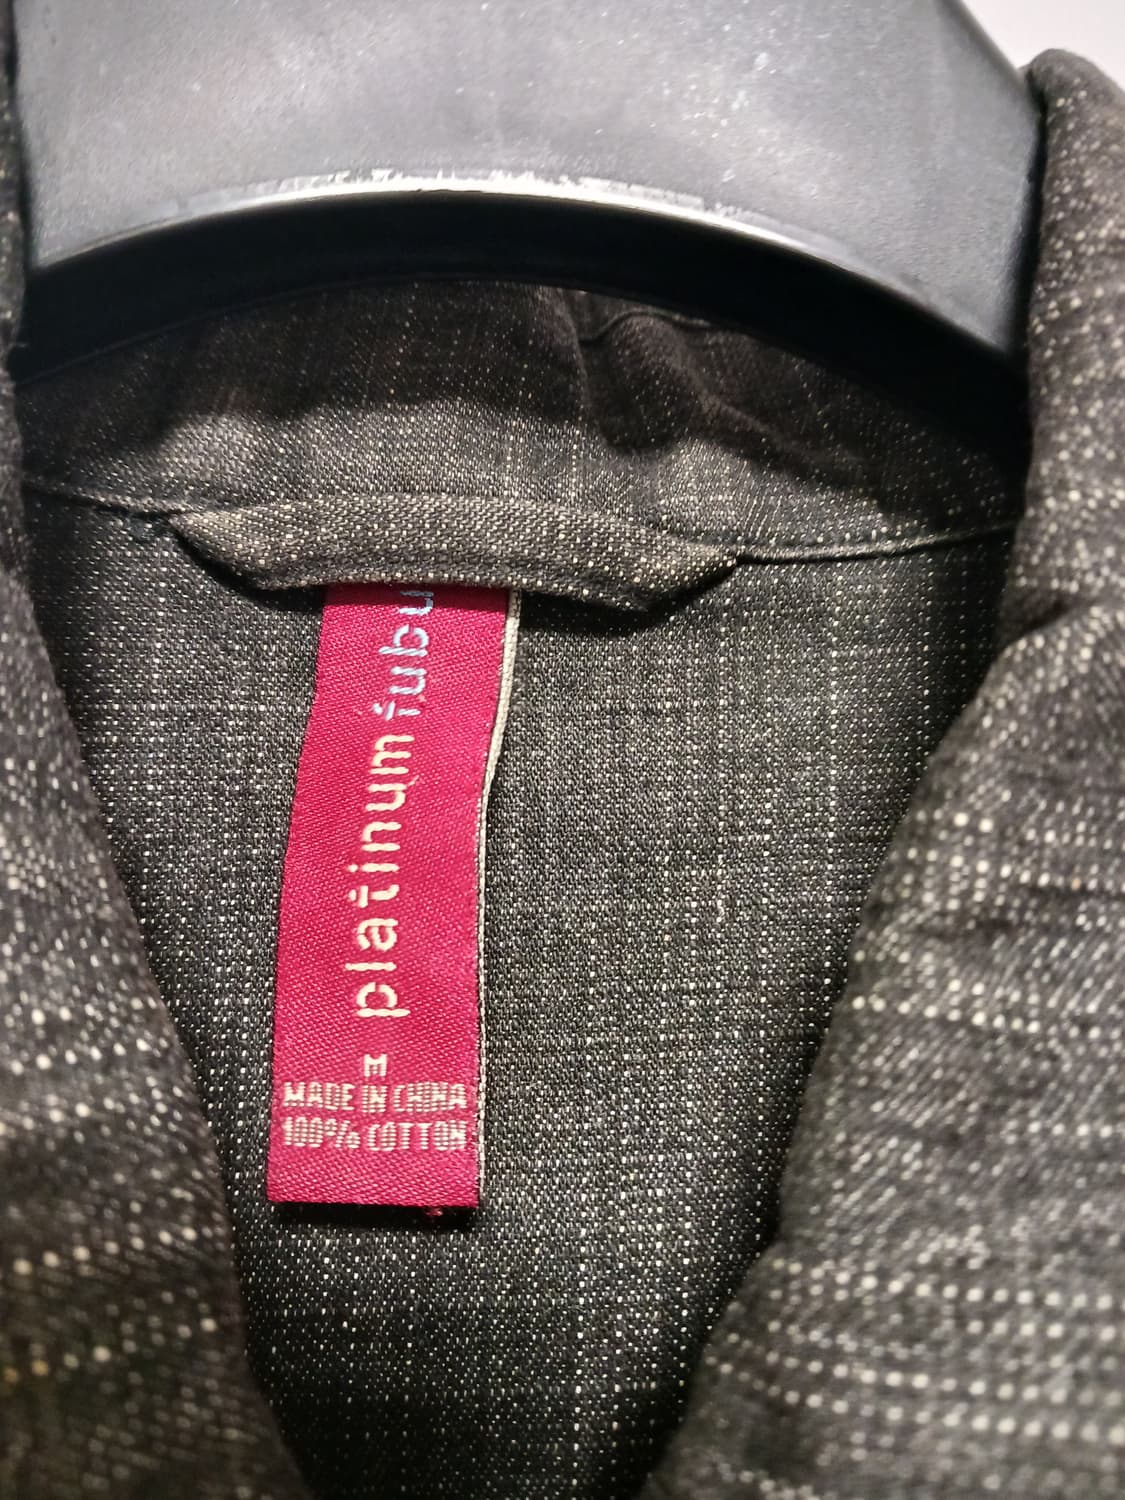 platinum fubu
M
MADE IN CHINA
100% COTTON